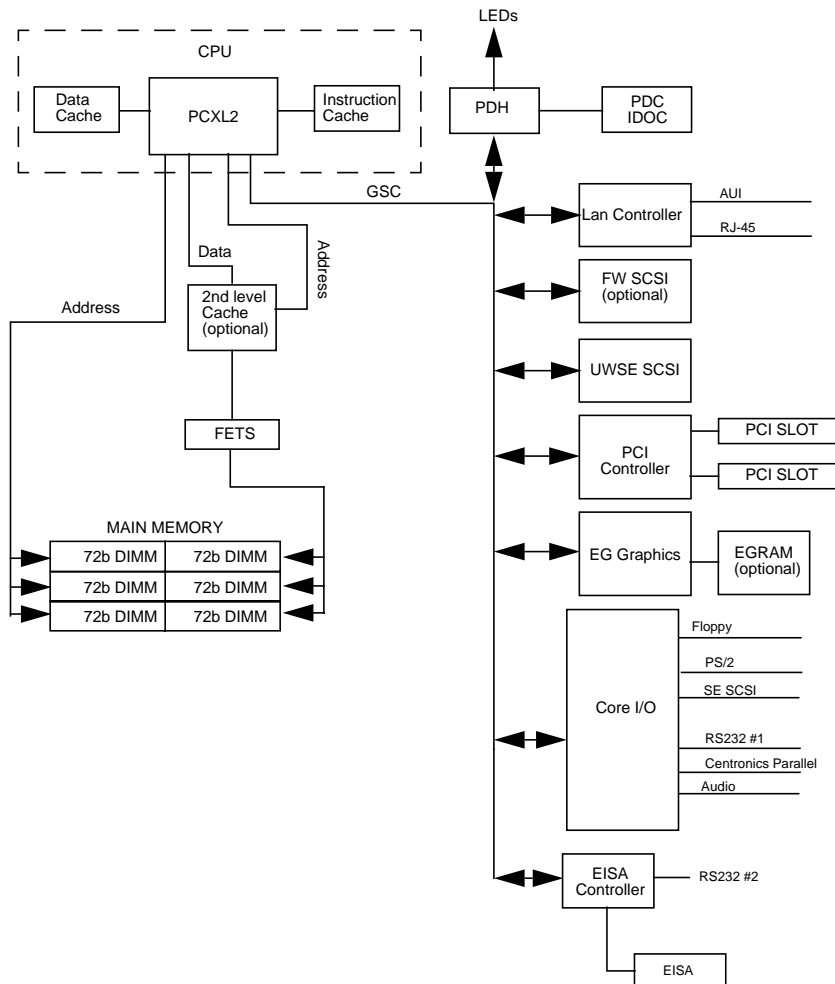 LEDs
CPU
Data
Cache
PCXL2
Instruction
Cache
PDH
PDC
IDOC
GSC
Lan Controller
AUI
RJ-45
Data
Address
Address
2nd level
Cache
(optional)
FW SCSI
(optional)
UWSE SCSI
FETS
PCI
Controller
PCI SLOT
PCI SLOT
MAIN MEMORY
72b DIMM
72b DIMM
72b DIMM
72b DIMM
72b DIMM
72b DIMM
EG Graphics
EGRAM
(optional)
Core I/O
Floppy
PS/2
SE SCSI
RS232 #1
Centronics Parallel
Audio
EISA
Controller
RS232 #2
EISA